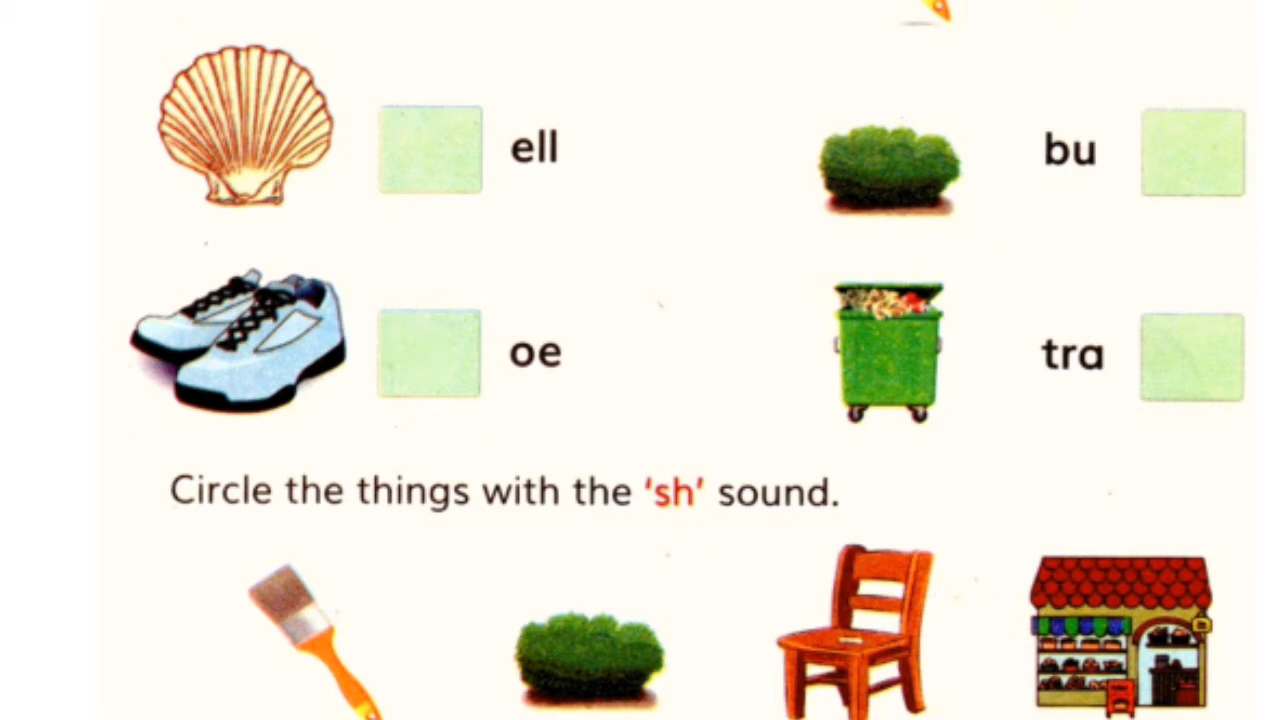 ell
bu
oe
tra
Circle the things with the 'sh' sound.